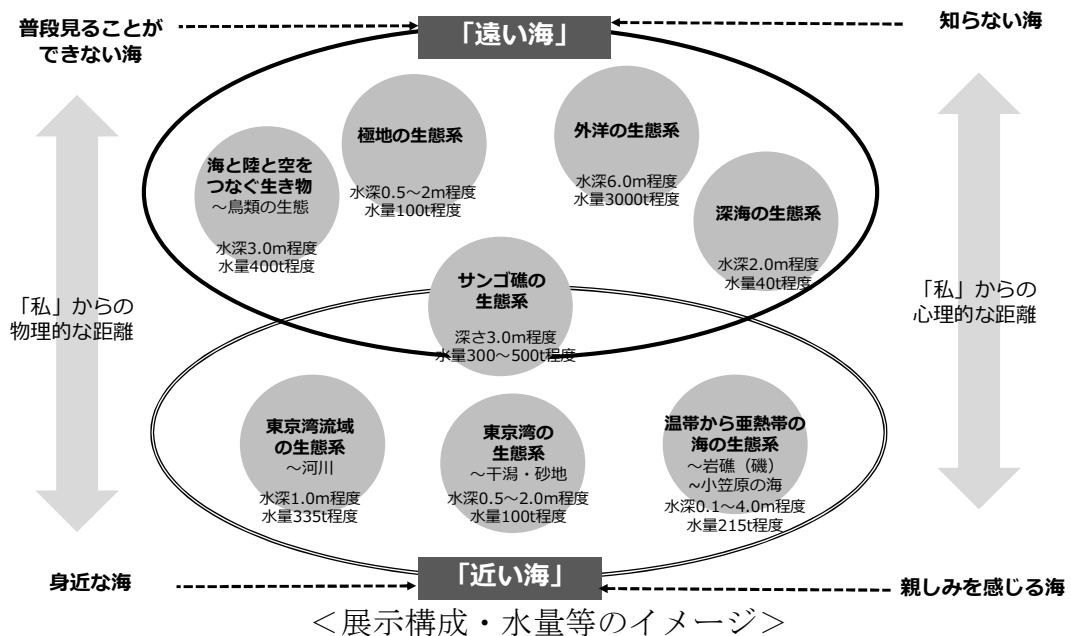 普段見ることが
できない海
「遠い海」
知らない海
極地の生態系
水深0.5～2m程度
水量100t程度
外洋の生態系
水深6.0m程度
水量3000t程度
海と陸と空を
つなぐ生き物
～鳥類の生態
水深3.0m程度
水量400t程度
深海の生態系
水深2.0m程度
水量40t程度
サンゴ礁の
生態系
深さ3.0m程度
水量300～500t程度
「私」からの
物理的な距離
「私」からの
心理的な距離
東京湾流域
の生態系
～河川
水深1.0m程度
水量335t程度
東京湾の
生態系
～干潟・砂地
水深0.5～2.0m程度
水量100t程度
温帯から亜熱帯の
海の生態系
～岩礁（磯）
~小笠原の海
水深0.1～4.0m程度
水量215t程度
身近な海
「近い海」
親しみを感じる海
＜展示構成・水量等のイメージ＞